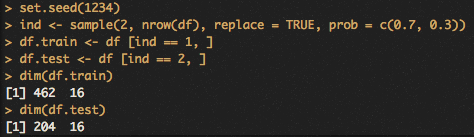 > set.seed(1234)
> ind <- sample(2, nrow(df), replace = TRUE, prob = c(0.7, 0.3))
> df.train <- df [ind == 1, ]
> df.test <- df [ind == 2, ]
> dim(df.train)
[1] 462  16
> dim(df.test)
[1] 204  16